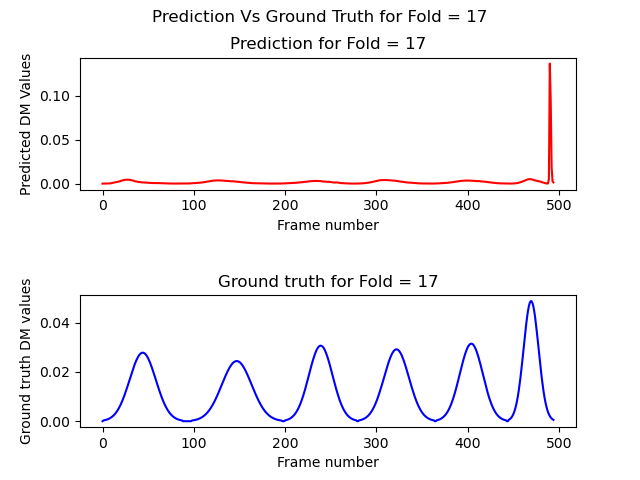 Prediction Vs Ground Truth for Fold = 17
Prediction for Fold = 17
Predicted DM Values
0.10
0.05
0.00
0 100 200 300 400 500
Frame number
Ground truth for Fold = 17
Ground truth DM values
0.04
0.02
0.00
0 100 200 300 400 500
Frame number